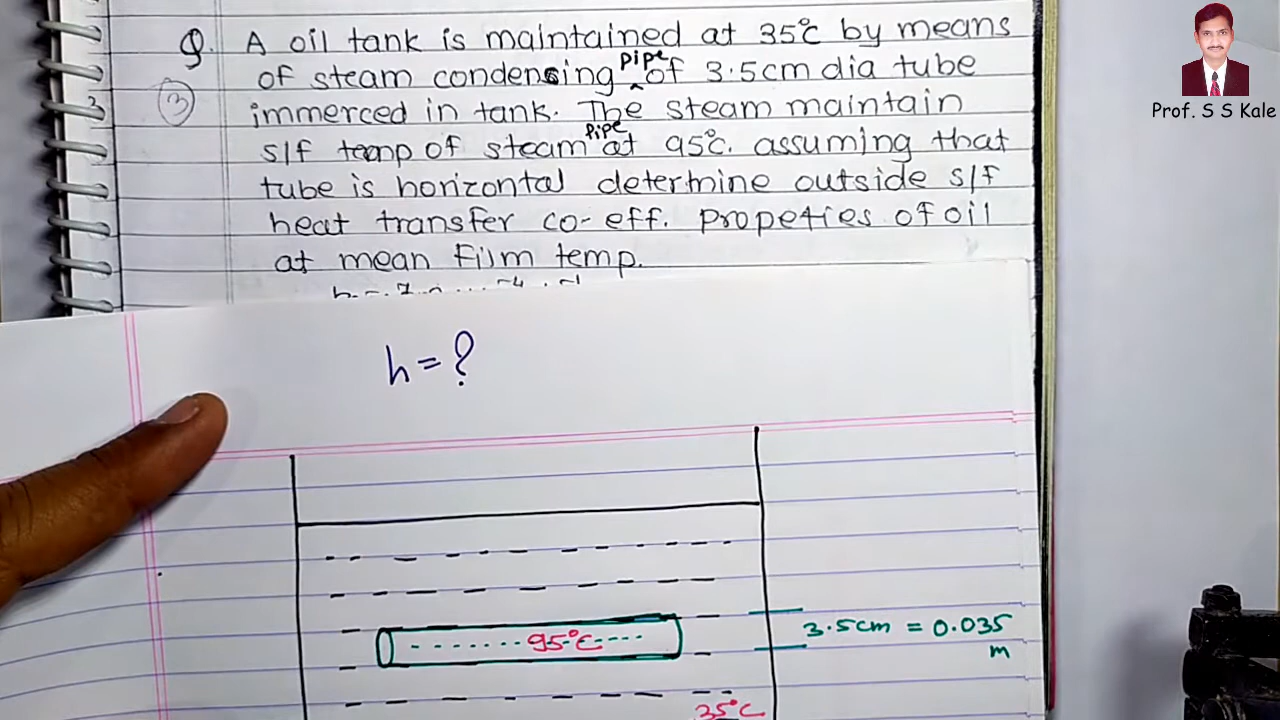 Q. A oil tank is maintained at 35°c by means
pipe
of steam condencing of 3.5cm dia tube
3
3
immerced in tank. The steam maintain
pipe
s/f temp of steam at 95°c. assuming that
tube is horizontal determine outside s/f
heat transfer co-eff. Propeties of oil
at mean Film temp.
h = ?
95°C
3.5cm = 0.035
m
35°C
Prof. S S Kale